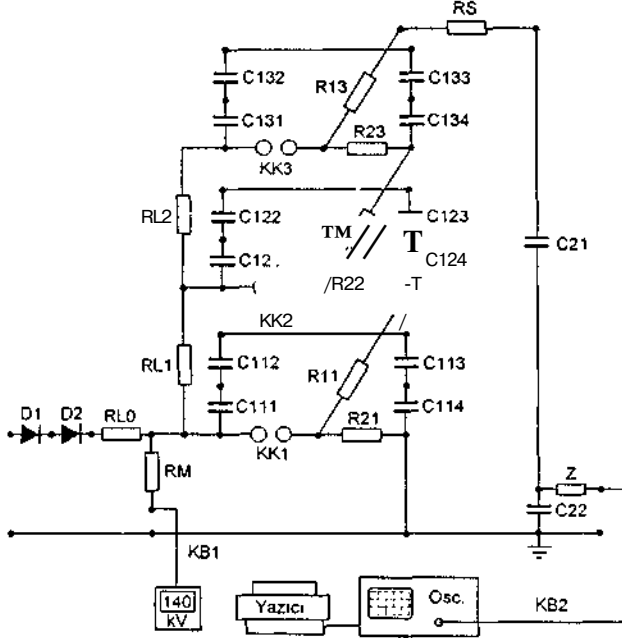 RS
C132
R13
C133
C131
C134
R23
KK3
RL2
C122
TM
C123
T
C124
C12
/R22
-T
KK2
RL1
C112
R11
C113
C111
C114
R21
D1
D2
RL0
KK1
RM
C21
Z
C22
KB1
140
kV
Yazıcı
Osc.
KB2